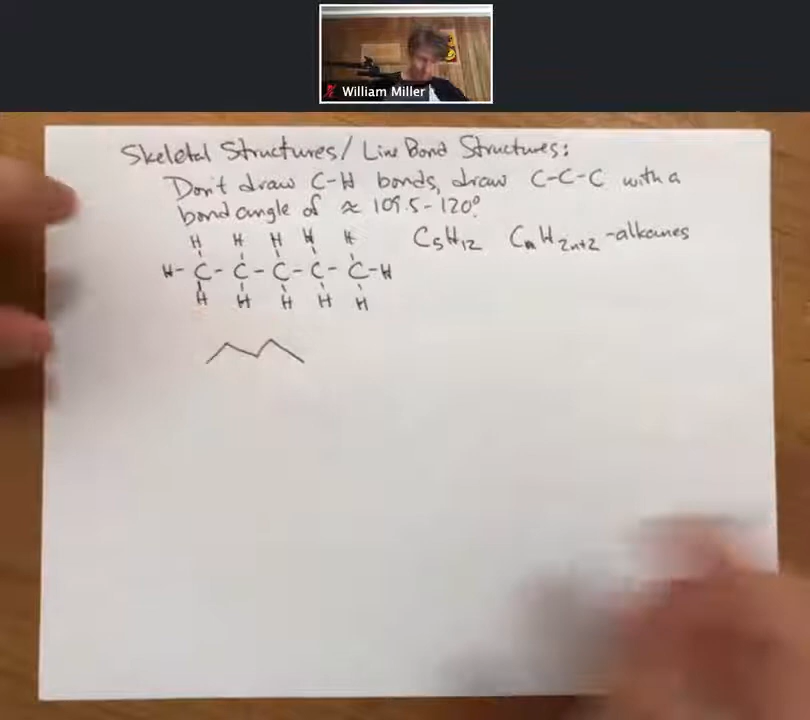 William Miller
Skeletal Structures/ Line Bond Structures:
Don't draw C-H bonds, draw C-C-C with a
bond angle of ≈ 109.5-120°
C5H12 CnH2n+2 -alkanes
H H H H H
H-C-C-C-C-C-H
H H H H H